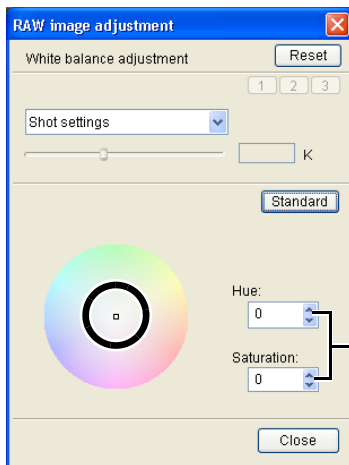 RAW image adjustment
White balance adjustment
Reset
1 2 3
Shot settings
K
Standard
Hue:
0
Saturation:
0
Close